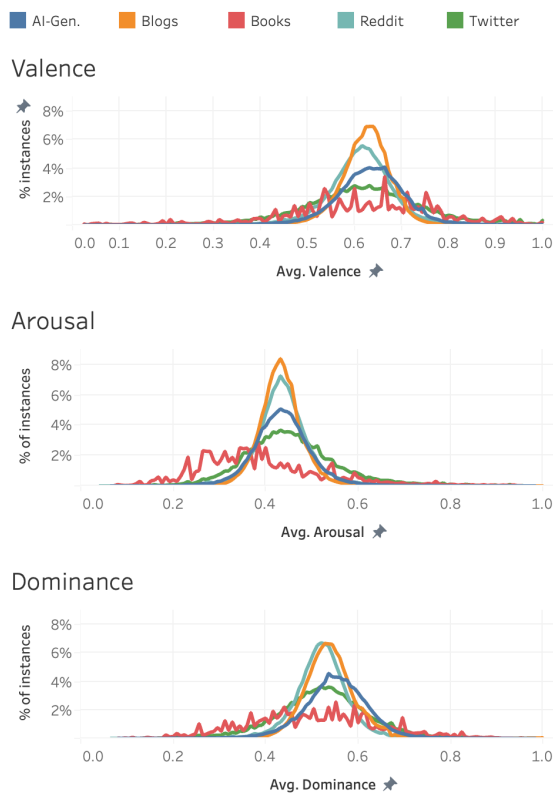 AI-Gen. Blogs Books Reddit Twitter
Valence
% instances
8%
6%
4%
2%
0.0 0.1 0.2 0.3 0.4 0.5 0.6 0.7 0.8 0.9 1.0
Avg. Valence
Arousal
% of instances
8%
6%
4%
2%
0.0 0.2 0.4 0.6 0.8 1.0
Avg. Arousal
Dominance
% of instances
8%
6%
4%
2%
0.0 0.2 0.4 0.6 0.8 1.0
Avg. Dominance